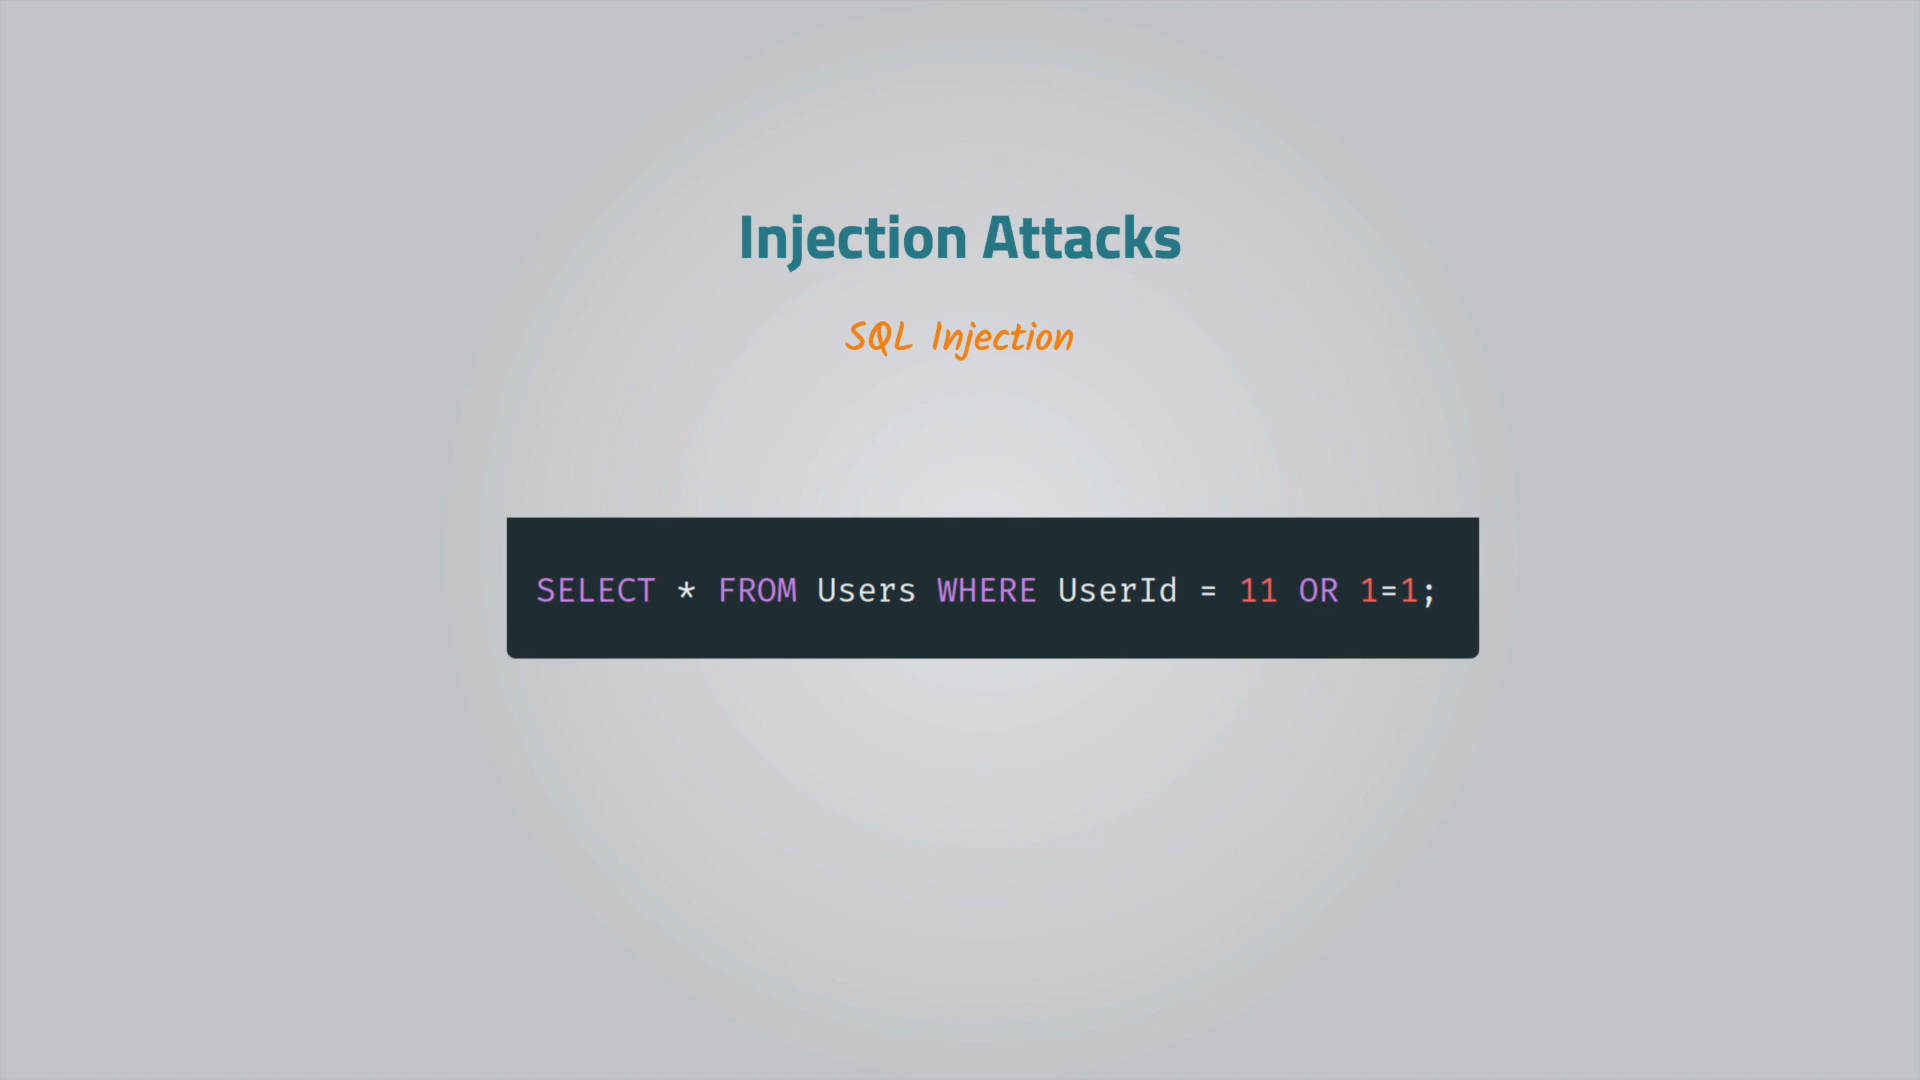 Injection Attacks
SQL Injection
SELECT * FROM Users WHERE UserId = 11 OR 1=1;